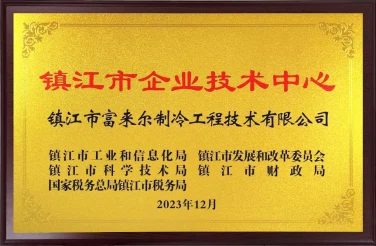 镇江市企业技术中心
镇江市富来尔制冷工程技术有限公司
镇江市工业和信息化局 镇江市发展和改革委员会
镇江市科学技术局 镇江市财政局
国家税务总局镇江市税务局
2023年12月